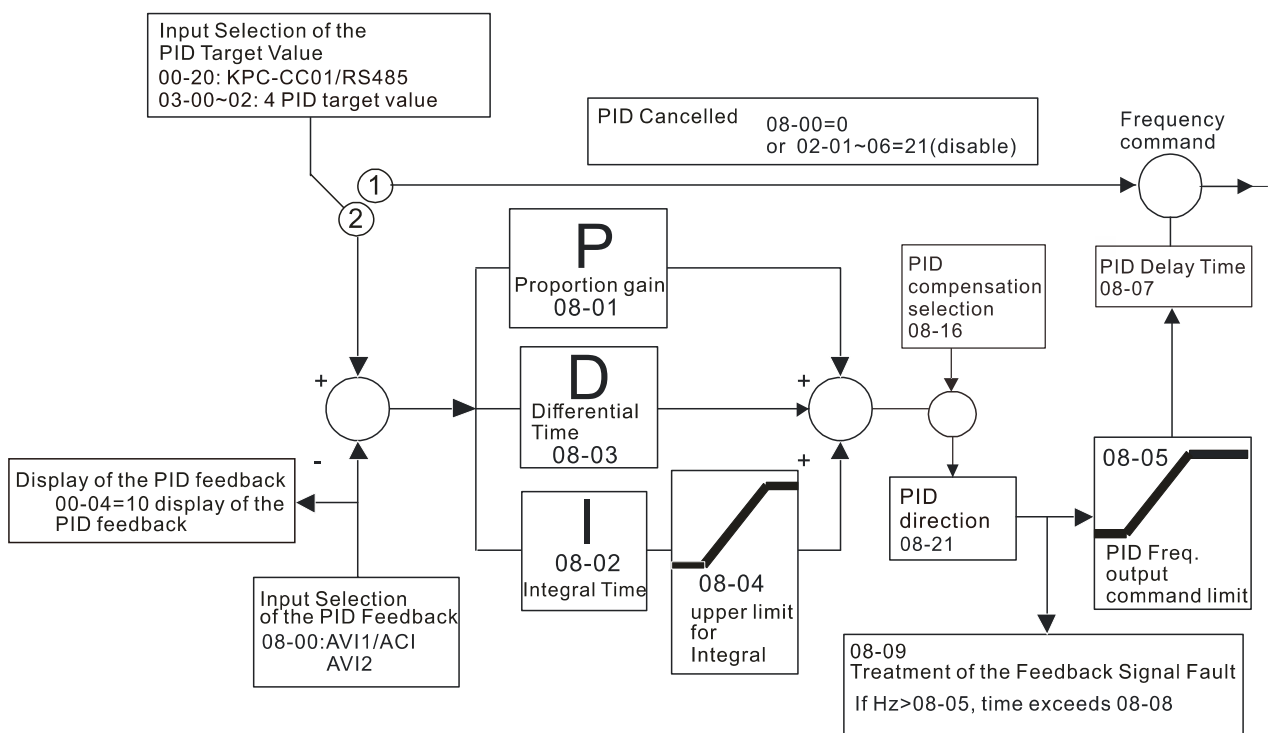 Input Selection of the
PID Target Value
00-20: KPC-CC01/RS485
03-00~02: 4 PID target value
PID Cancelled 08-00=0
or 02-01~06=21(disable)
Frequency
command
1
2
P
Proportion gain
08-01
PID
compensation
selection
08-16
PID Delay Time
08-07
+
-
D
Differential
Time
08-03
+
+
Display of the PID feedback
00-04=10 display of the
PID feedback
I
08-02
Integral Time
08-04
upper limit
for
Integral
PID
direction
08-21
08-05
PID Freq.
output
command limit
Input Selection
of the PID Feedback
08-00:AVI1/ACI
AVI2
08-09
Treatment of the Feedback Signal Fault
If Hz>08-05, time exceeds 08-08